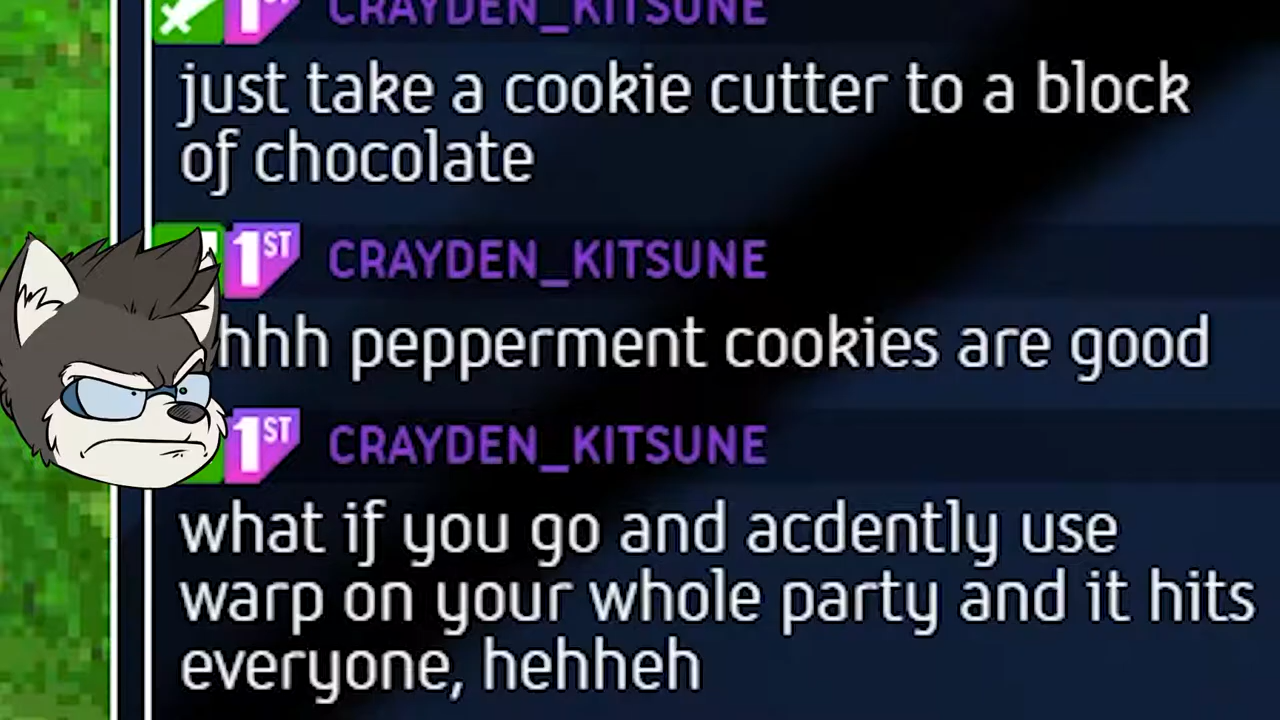 1ST CRAYDEN_KITSUNE
just take a cookie cutter to a block
of chocolate
1ST CRAYDEN_KITSUNE
hhh pepperment cookies are good
1ST CRAYDEN_KITSUNE
what if you go and acdently use
warp on your whole party and it hits
everyone, hehheh